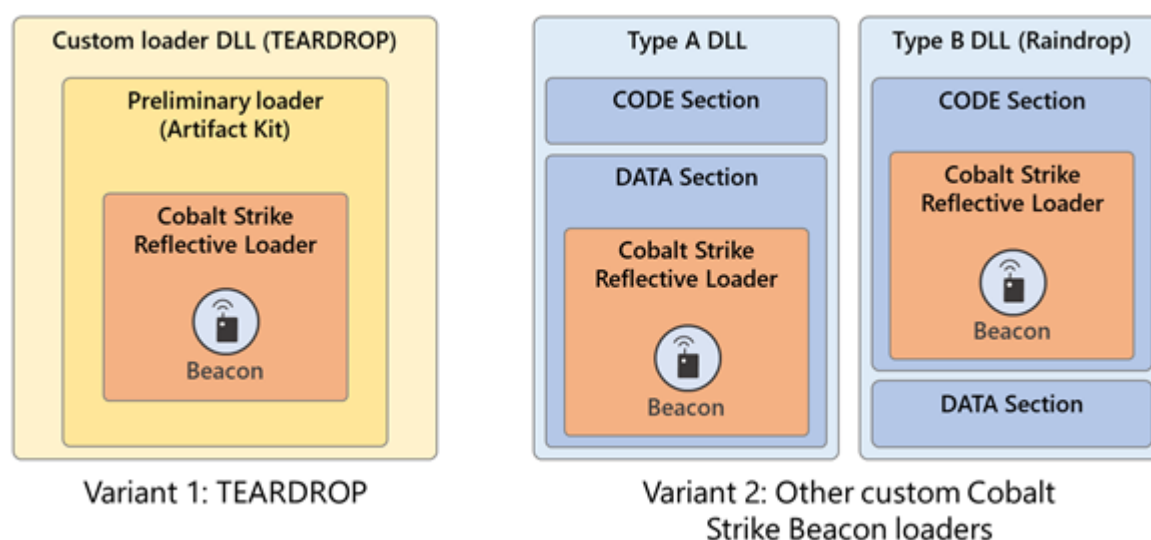 Custom loader DLL (TEARDROP)
Preliminary loader
(Artifact Kit)
Cobalt Strike
Reflective Loader
Beacon
Variant 1: TEARDROP
Type A DLL
CODE Section
DATA Section
Cobalt Strike
Reflective Loader
Beacon
Type B DLL (Raindrop)
CODE Section
Cobalt Strike
Reflective Loader
Beacon
DATA Section
Variant 2: Other custom Cobalt
Strike Beacon loaders